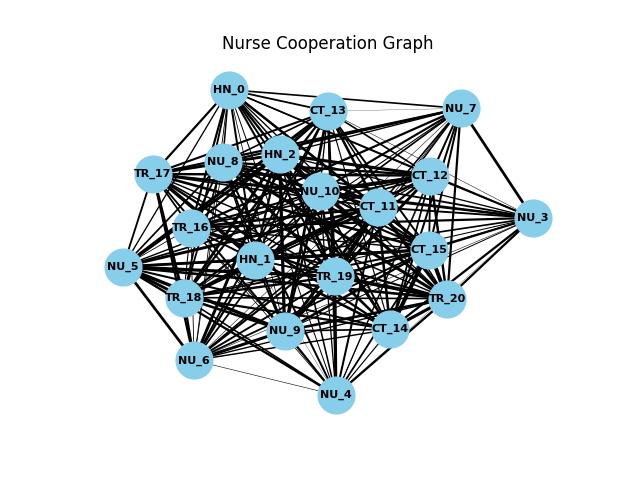 Nurse Cooperation Graph
HN_0
CT_13
NU_7
HN_2
NU_8
TR_17
CT_12
NU_10
CT_11
NU_3
TR_16
CT_15
HN_1
NU_5
TR_19
TR_18
TR_20
CT_14
NU_9
NU_6
NU_4